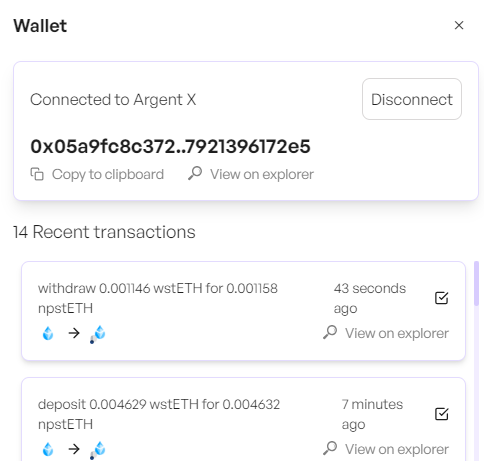 Wallet
Connected to Argent X
Disconnect
0x05a9fc8c372..7921396172e5
Copy to clipboard
View on explorer
14 Recent transactions
withdraw 0.001146 wstETH for 0.001158
npstETH
43 seconds
ago
View on explorer
deposit 0.004629 wstETH for 0.004632
npstETH
7 minutes
ago
View on explorer